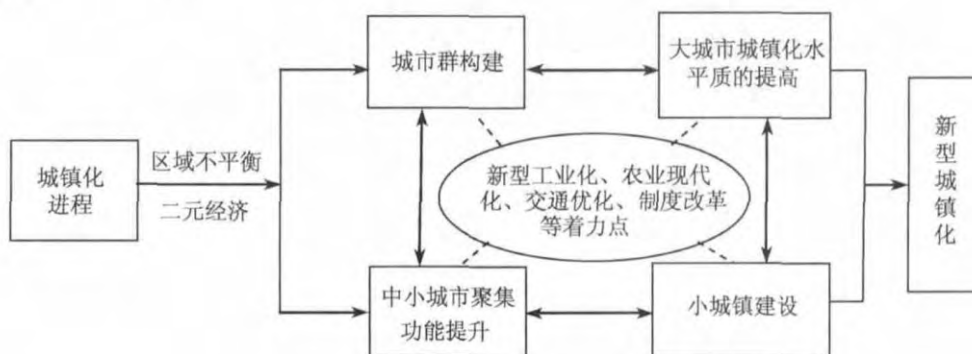 城镇化
进程
区域不平衡
二元经济
城市群构建
大城市城镇化水
平质的提高
新型工业化、农业现代
化、交通优化、制度改革
等着力点
中小城市聚集
功能提升
小城镇建设
新型城镇化